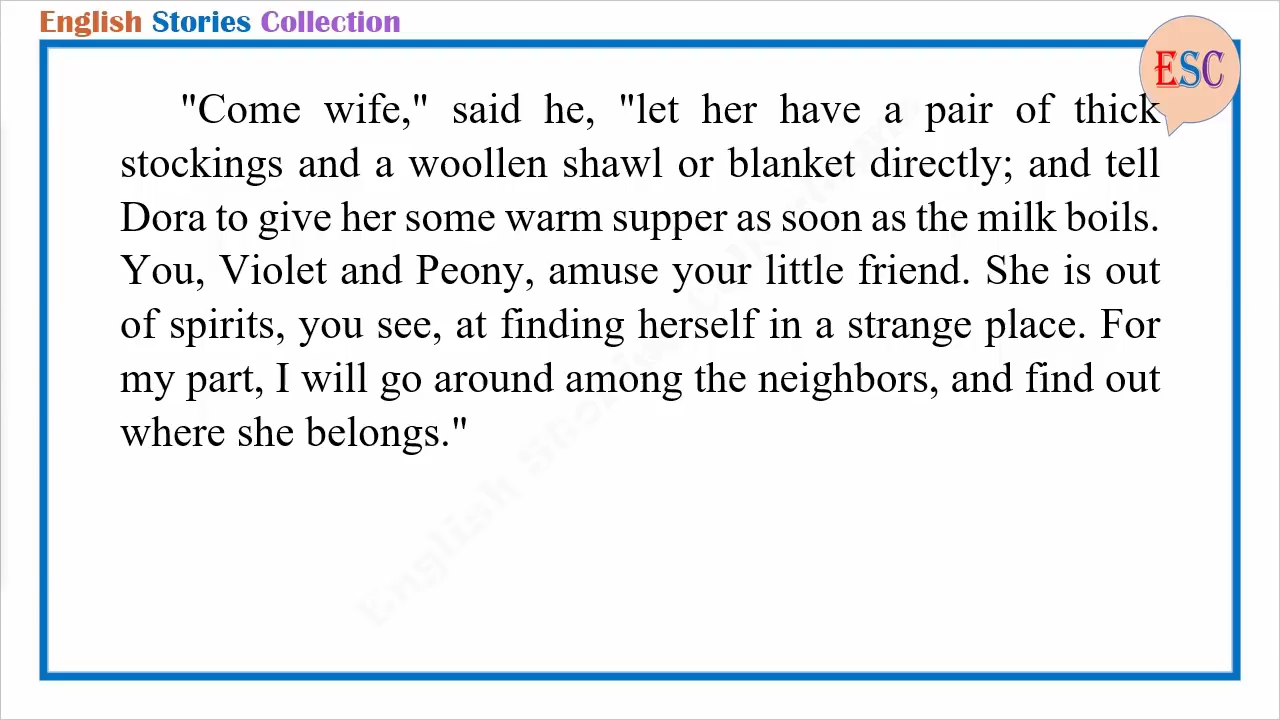 English Stories Collection
ESC
"Come wife," said he, "let her have a pair of thick
stockings and a woollen shawl or blanket directly; and tell
Dora to give her some warm supper as soon as the milk boils.
You, Violet and Peony, amuse your little friend. She is out
of spirits, you see, at finding herself in a strange place. For
my part, I will go around among the neighbors, and find out
where she belongs."
English Stories Collection